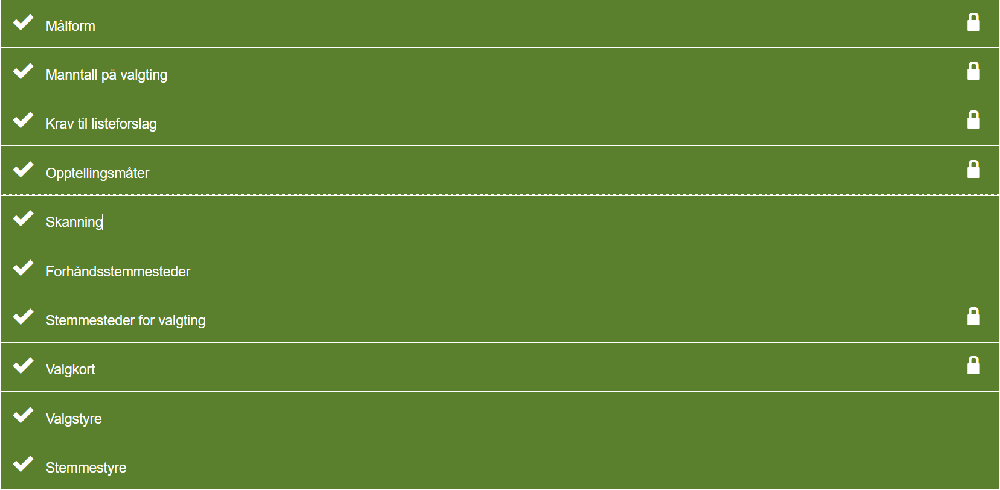 Målform
Manntall på valgting
Krav til listeforslag
Opptellingsmåter
Skanning
Forhåndsstemmesteder
Stemmesteder for valgting
Valgkort
Valgstyre
Stemmestyre